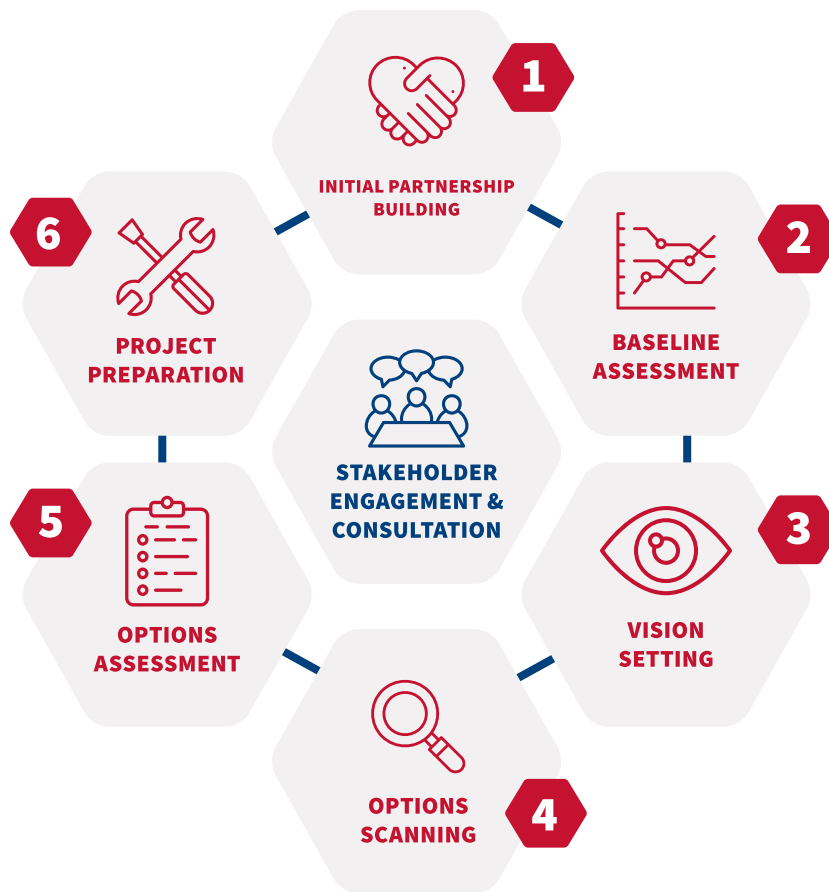 1
INITIAL PARTNERSHIP
BUILDING
2
BASELINE
ASSESSMENT
3
VISION
SETTING
4
OPTIONS
SCANNING
5
OPTIONS
ASSESSMENT
6
PROJECT
PREPARATION
STAKEHOLDER
ENGAGEMENT &
CONSULTATION